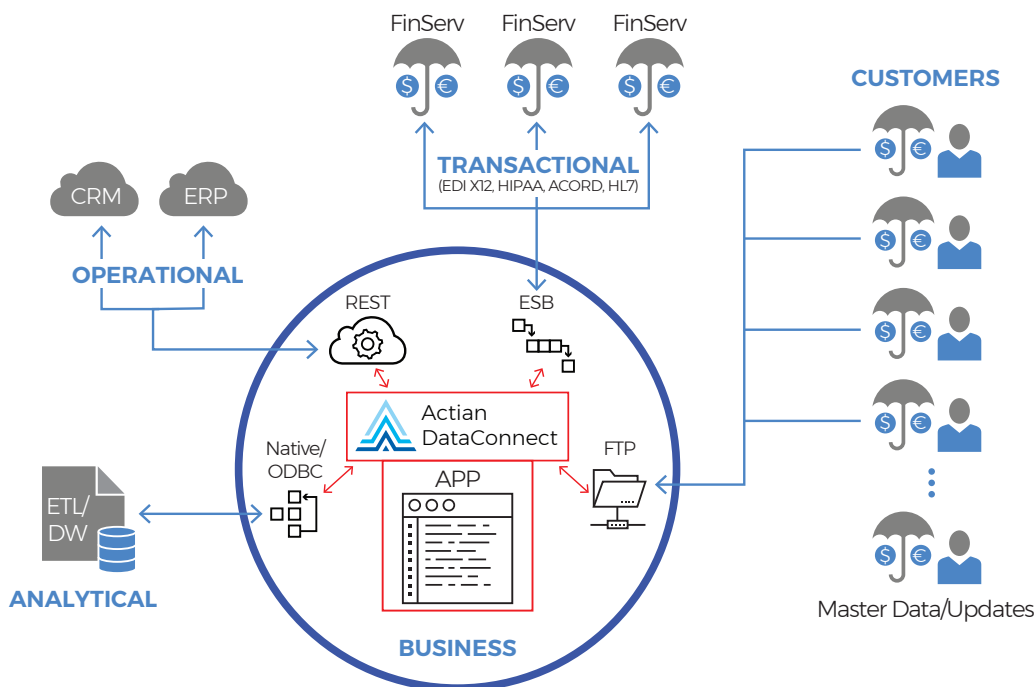 FinServ
FinServ
FinServ
CUSTOMERS
$ €
$ €
$ €
TRANSACTIONAL
(EDI X12, HIPAA, ACORD, HL7)
$ €
CRM
ERP
OPERATIONAL
$ €
REST
ESB
$ €
Actian
DataConnect
$ €
Native/
ODBC
FTP
APP
ETL/
DW
$ €
ANALYTICAL
Master Data/Updates
BUSINESS